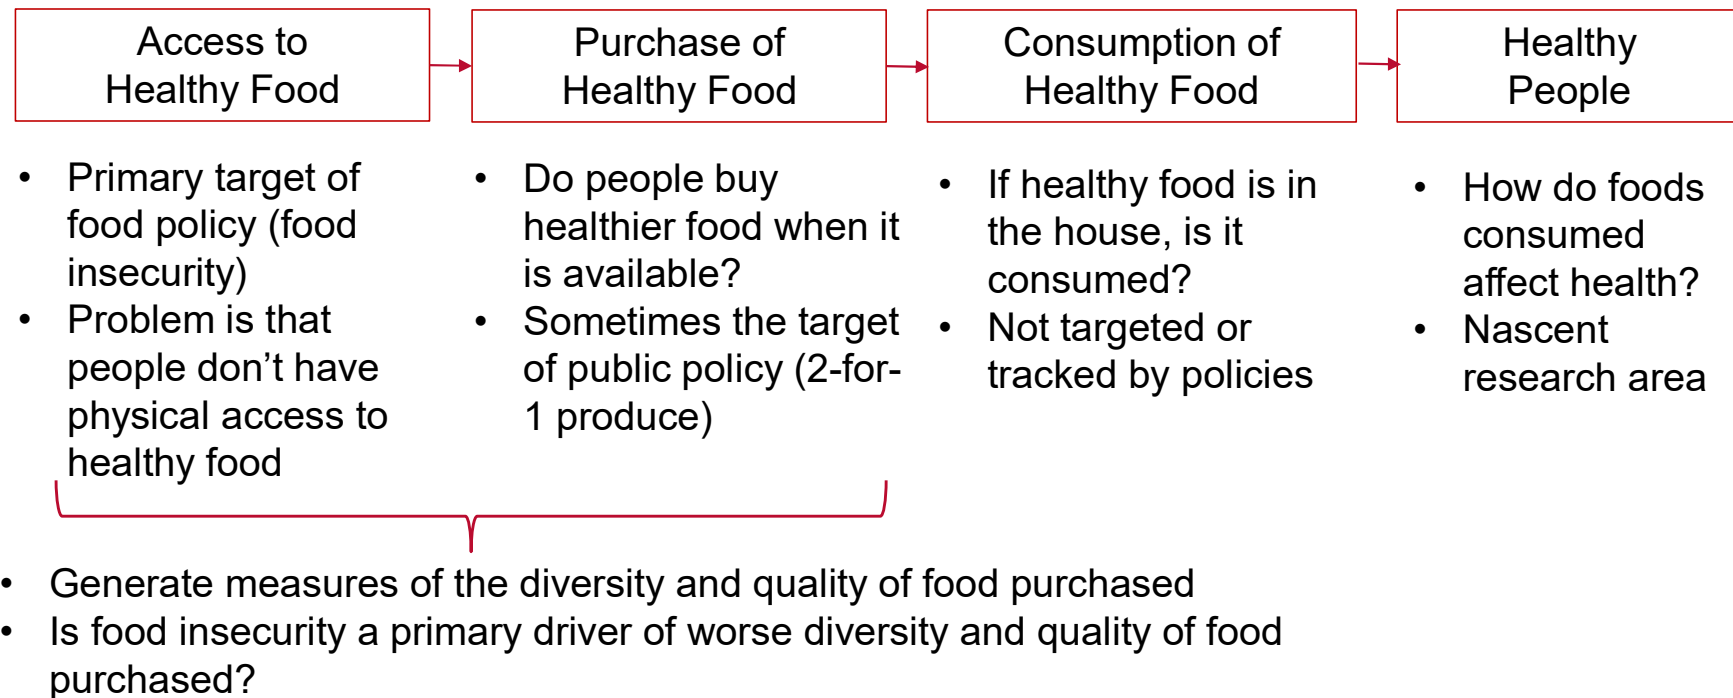 Access to
Healthy Food
Purchase of
Healthy Food
Consumption of
Healthy Food
Healthy
People
• Primary target of
food policy (food
insecurity)
• Problem is that
people don’t have
physical access to
healthy food
• Do people buy
healthier food when it
is available?
• Sometimes the target
of public policy (2-for-
1 produce)
• If healthy food is in
the house, is it
consumed?
• Not targeted or
tracked by policies
• How do foods
consumed
affect health?
• Nascent
research area
• Generate measures of the diversity and quality of food purchased
• Is food insecurity a primary driver of worse diversity and quality of food
purchased?